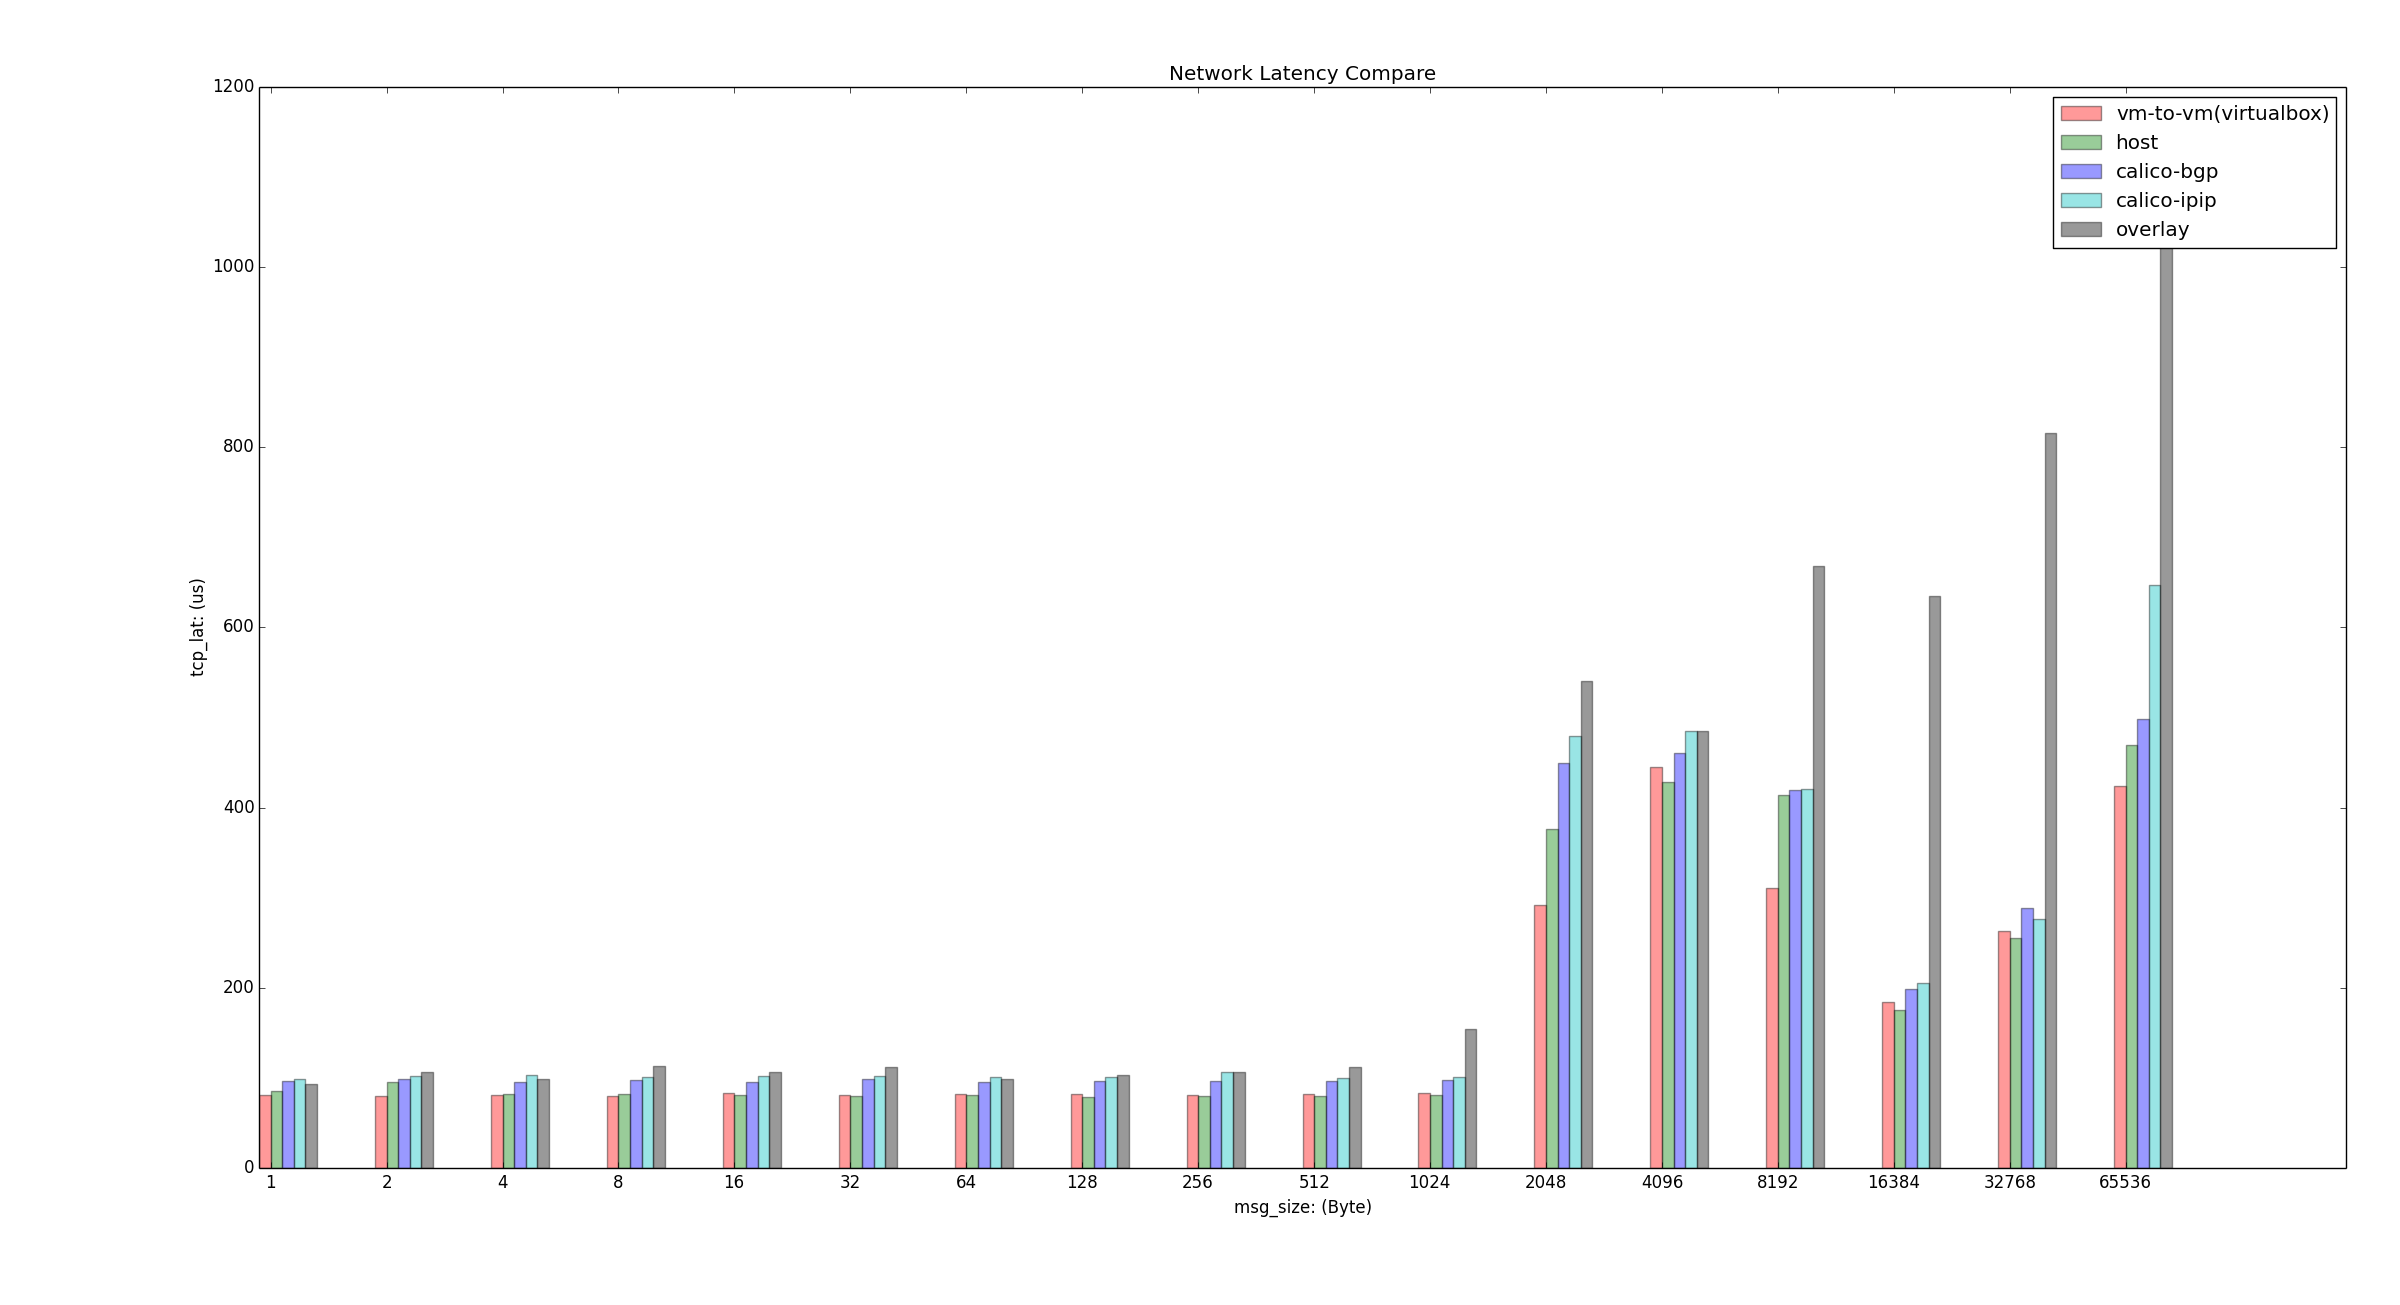 Network Latency Compare
1200
1000
800
600
400
200
0
tcp_lat: (us)
vm-to-vm(virtualbox)
host
calico-bgp
calico-ipip
overlay
1 2 4 8 16 32 64 128 256 512 1024 2048 4096 8192 16384 32768 65536
msg_size: (Byte)